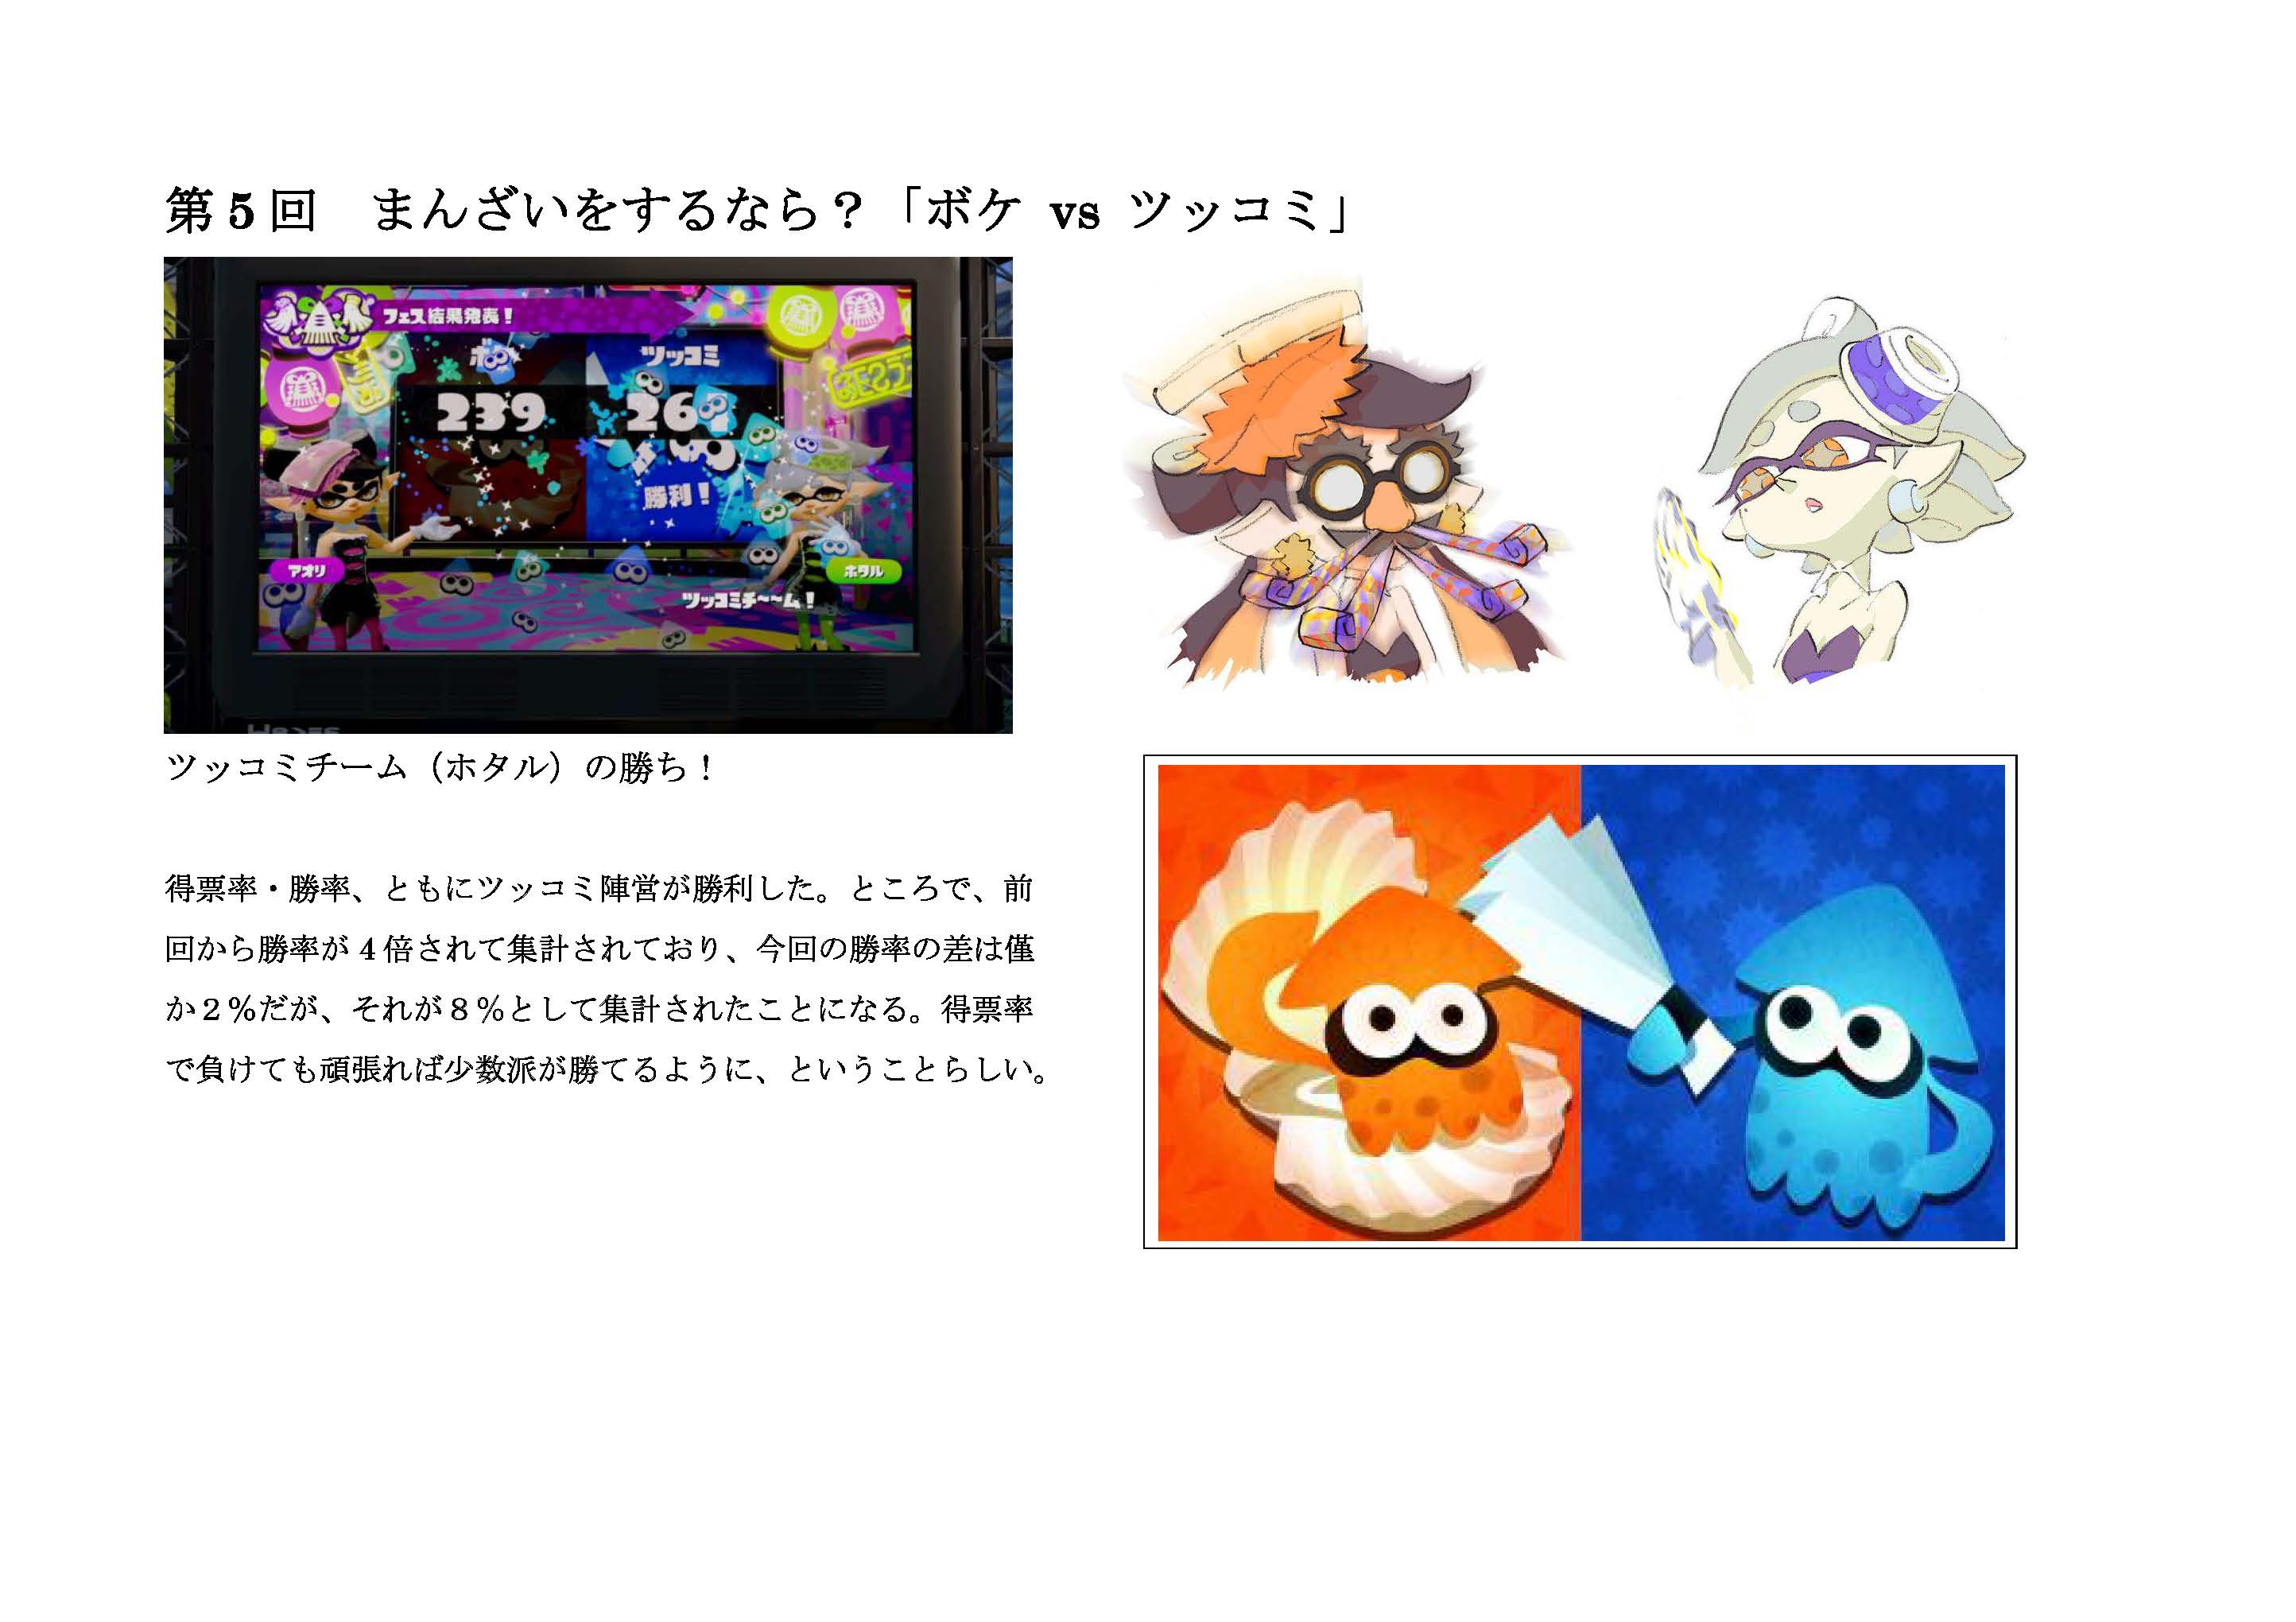 第5回　まんざいをするなら？「ボケ vs ツッコミ」
フェス結果発表！
ツッコミ
239
勝利！
アオリ
ホタル
ツッコミチ～～ム！
ツッコミチーム（ホタル）の勝ち！
得票率・勝率、ともにツッコミ陣営が勝利した。ところで、前
回から勝率が４倍されて集計されており、今回の勝率の差は僅
か２％だが、それが８％として集計されたことになる。得票率
で負けても頑張れば少数派が勝てるように、ということらしい。